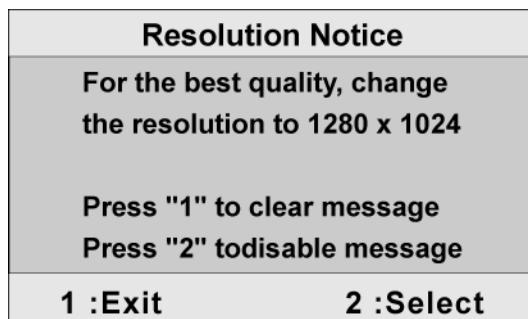 Resolution Notice
For the best quality, change
the resolution to 1280 x 1024
Press "1" to clear message
Press "2" todisable message
1 :Exit 2 :Select